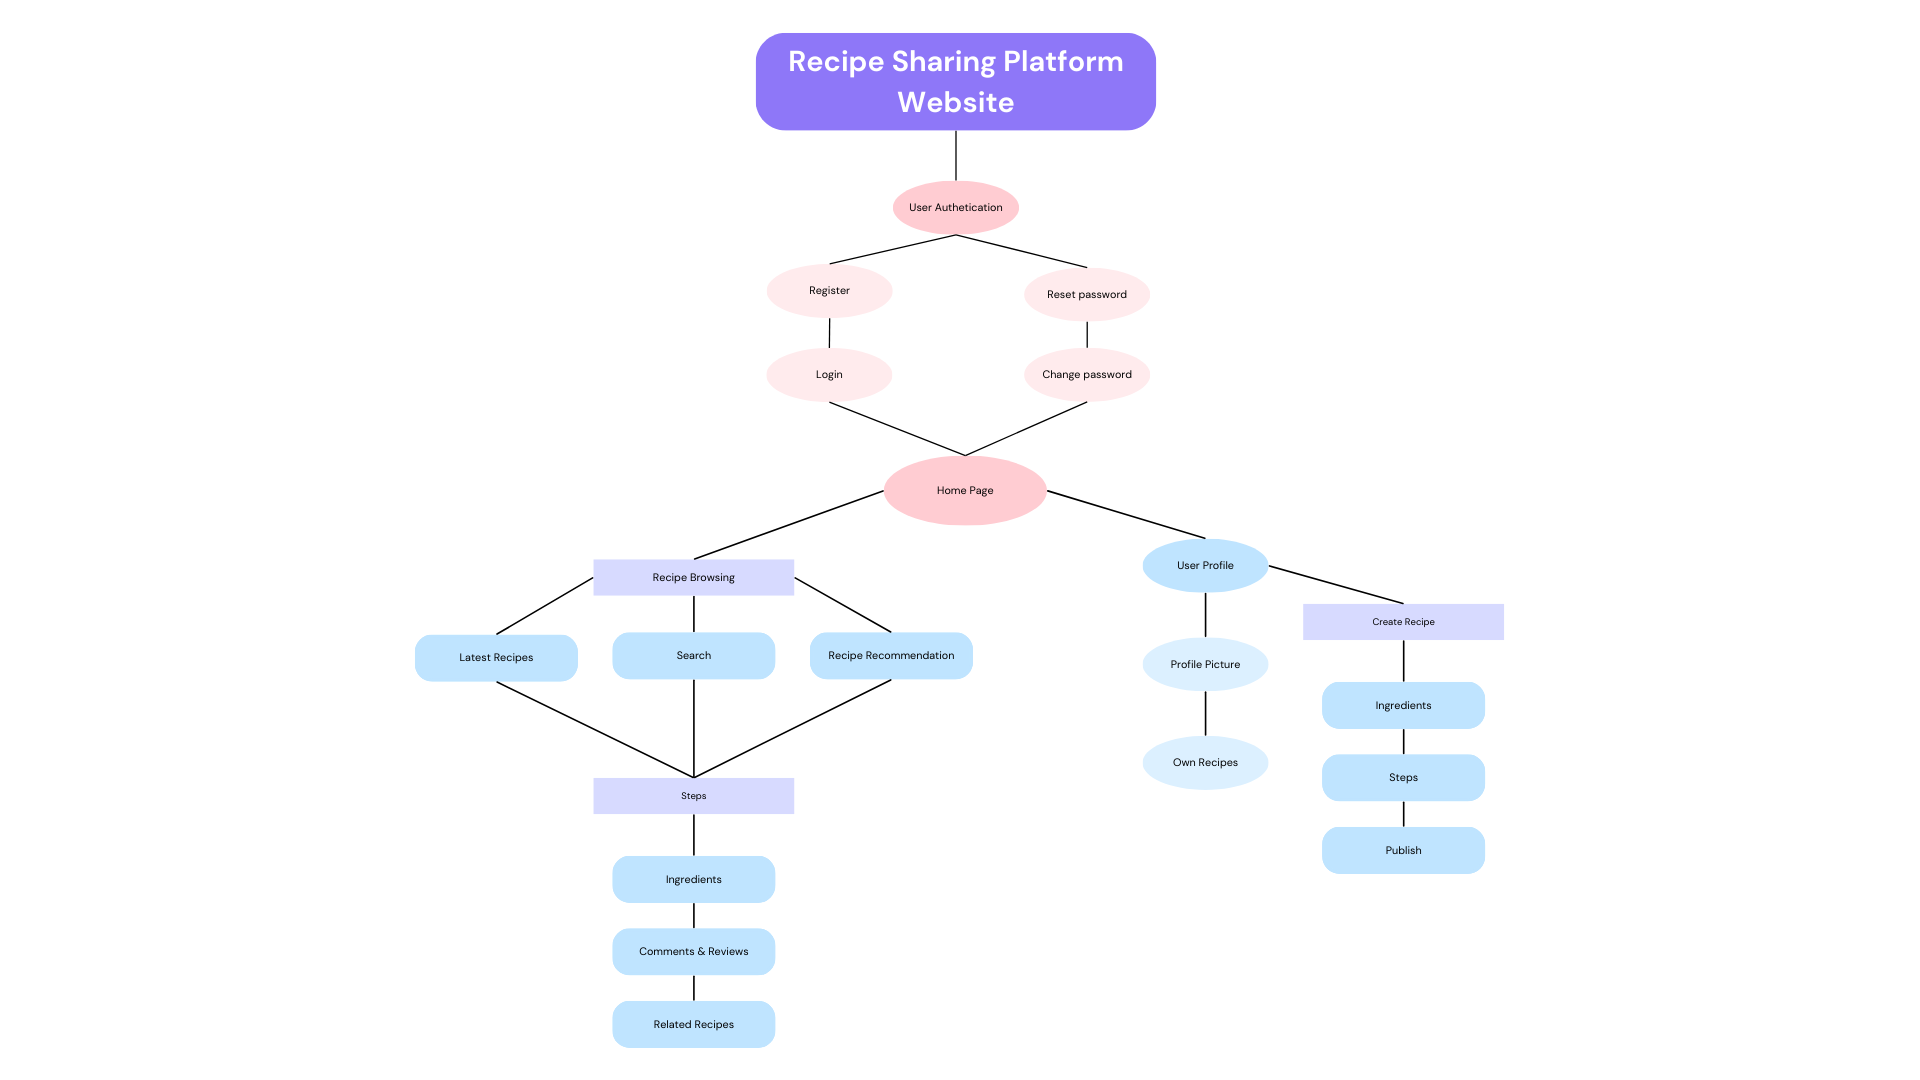 Recipe Sharing Platform
Website
User Authetication
Register
Reset password
Login
Change password
Home Page
Recipe Browsing
User Profile
Create Recipe
Latest Recipes
Search
Recipe Recommendation
Profile Picture
Ingredients
Own Recipes
Steps
Steps
Publish
Ingredients
Comments & Reviews
Related Recipes